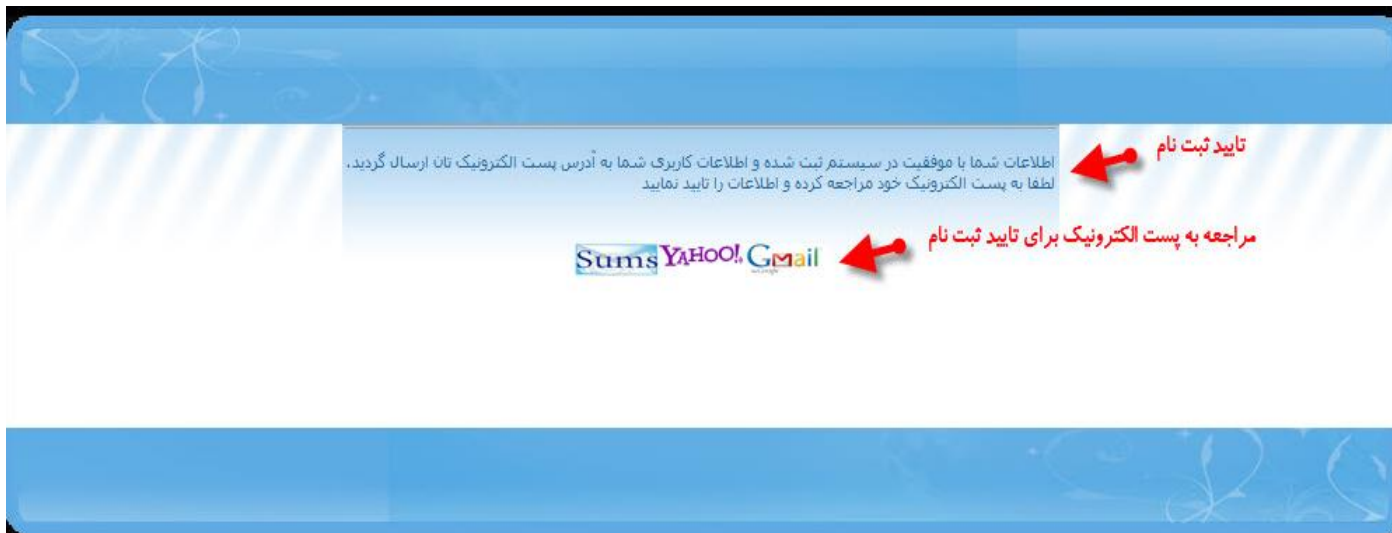 تایید ثبت نام
اطلاعات شما با موفقیت در سیستم ثبت شده و اطلاعات کاربری شما به آدرس پست الکترونیک تان ارسال گردید،
لطفا به پست الکترونیک خود مراجعه کرده و اطلاعات را تایید نمایید
مراجعه به پست الکترونیک برای تایید ثبت نام
Sums YAHOO! Gmail